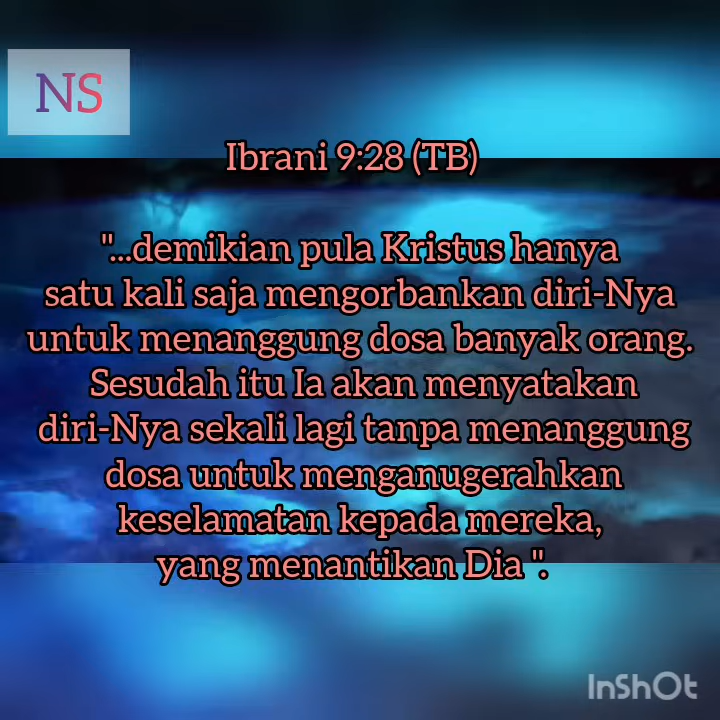 NS
Ibrani 9:28 (TB)
"...demikian pula Kristus hanya
satu kali saja mengorbankan diri-Nya
untuk menanggung dosa banyak orang.
Sesudah itu Ia akan menyatakan
diri-Nya sekali lagi tanpa menanggung
dosa untuk menganugerahkan
keselamatan kepada mereka,
yang menantikan Dia ".
InShOt